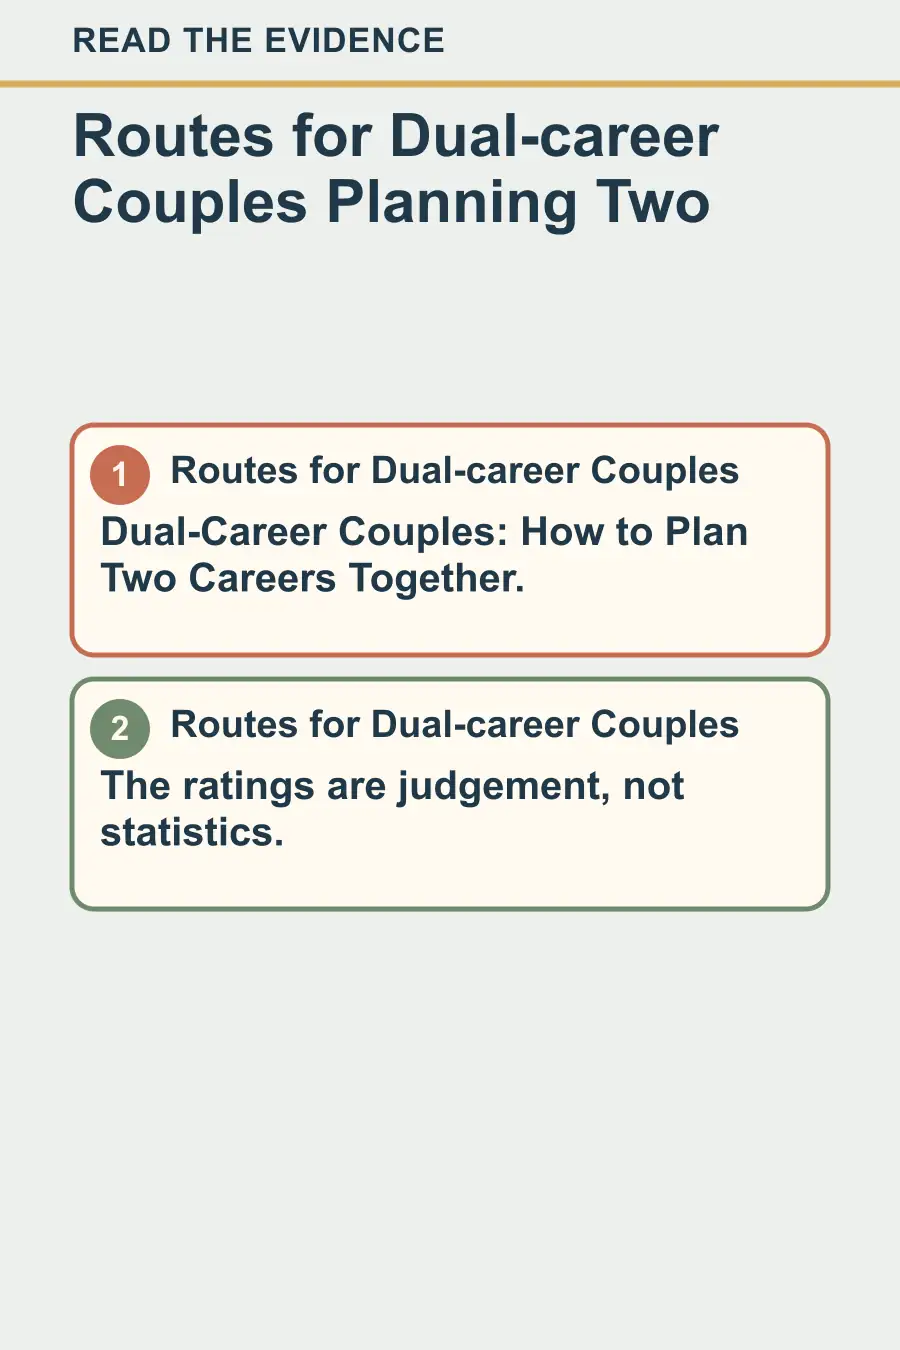 READ THE EVIDENCE
Routes for Dual-career
Couples Planning Two
1 Routes for Dual-career Couples
Dual-Career Couples: How to Plan
Two Careers Together.
2 Routes for Dual-career Couples
The ratings are judgement, not
statistics.